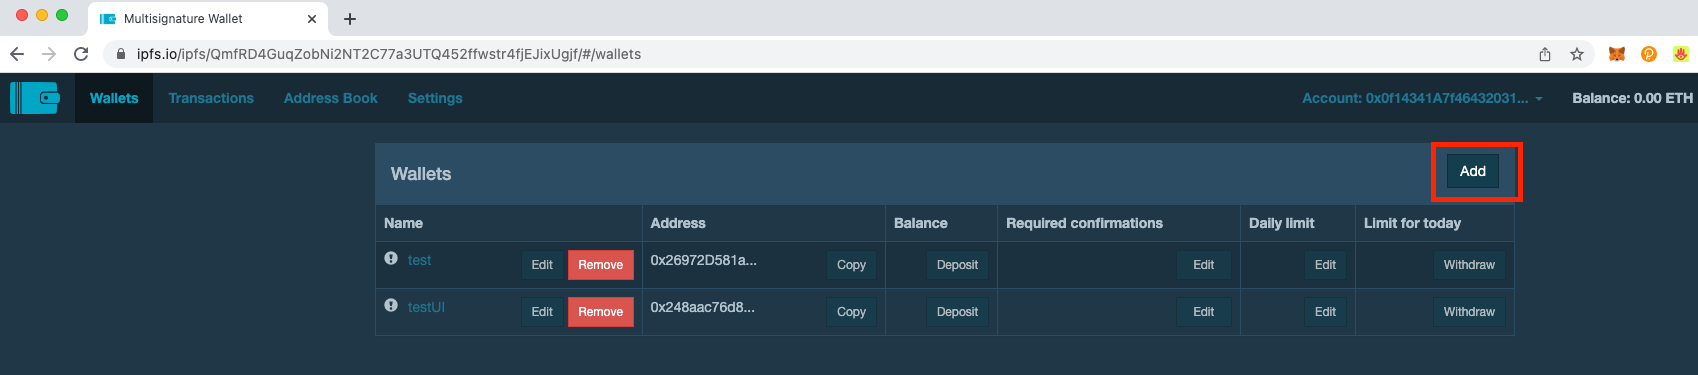 Multisignature Wallet
ipfs.io/ipfs/QmfRD4GuqZobNi2NT2C77a3UTQ452ffwstr4fjEJixUgjf/#/wallets
Wallets Transactions Address Book Settings Account: 0x0f14341A7f46432031... Balance: 0.00 ETH
Wallets Add
Name Address Balance Required confirmations Daily limit Limit for today
test Edit Remove 0x26972D581a... Copy Deposit Edit Edit Withdraw
testUI Edit Remove 0x248aac76d8... Copy Deposit Edit Edit Withdraw